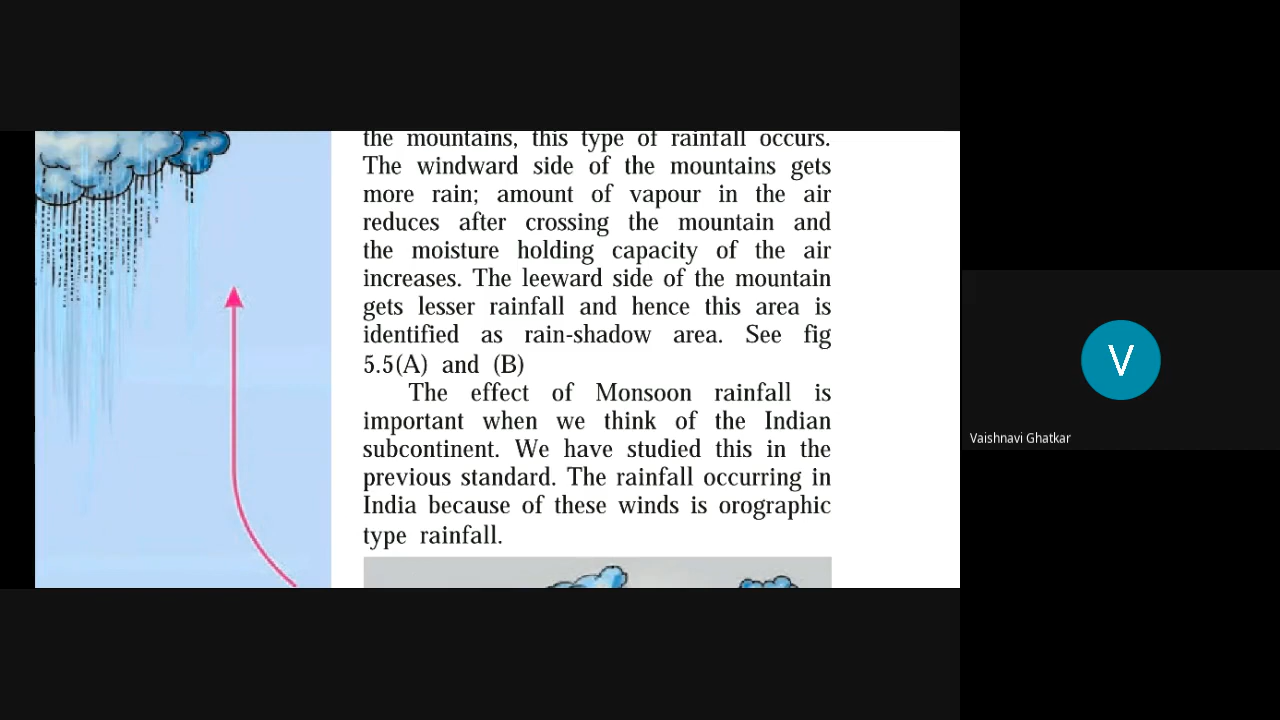 the mountains, this type of rainfall occurs.
The windward side of the mountains gets
more rain; amount of vapour in the air
reduces after crossing the mountain and
the moisture holding capacity of the air
increases. The leeward side of the mountain
gets lesser rainfall and hence this area is
identified as rain-shadow area. See fig
5.5(A) and (B)
The effect of Monsoon rainfall is
important when we think of the Indian
subcontinent. We have studied this in the
previous standard. The rainfall occurring in
India because of these winds is orographic
type rainfall.
V
Vaishnavi Ghatkar